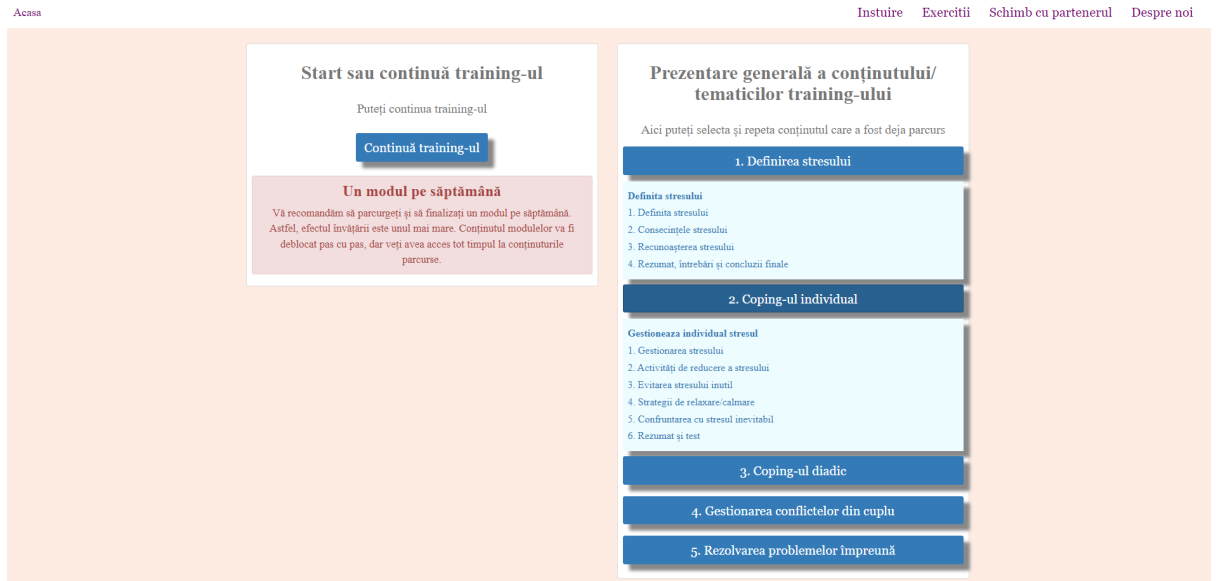 Acasa
Instuire Exercitii Schimb cu partenerul Despre noi
Start sau continuă training-ul
Puteți continua training-ul
Continuă training-ul
Un modul pe săptămână
Vă recomandăm să parcurgeți și să finalizați un modul pe săptămână.
Astfel, efectul învățării este unul mai mare. Conținutul modulelor va fi
deblocat pas cu pas, dar veți avea acces tot timpul la conținuturile
parcurse.
Prezentare generală a conținutului/
tematicilor training-ului
Aici puteți selecta și repeta conținutul care a fost deja parcurs
1. Definirea stresului
Definita stresului
1. Definita stresului
2. Consecințele stresului
3. Recunoașterea stresului
4. Rezumat, întrebări și concluzii finale
2. Coping-ul individual
Gestioneaza individual stresul
1. Gestionarea stresului
2. Activități de reducere a stresului
3. Evitarea stresului inutil
4. Strategii de relaxare/calmare
5. Confruntarea cu stresul inevitabil
6. Rezumat și test
3. Coping-ul diadic
4. Gestionarea conflictelor din cuplu
5. Rezolvarea problemelor împreună